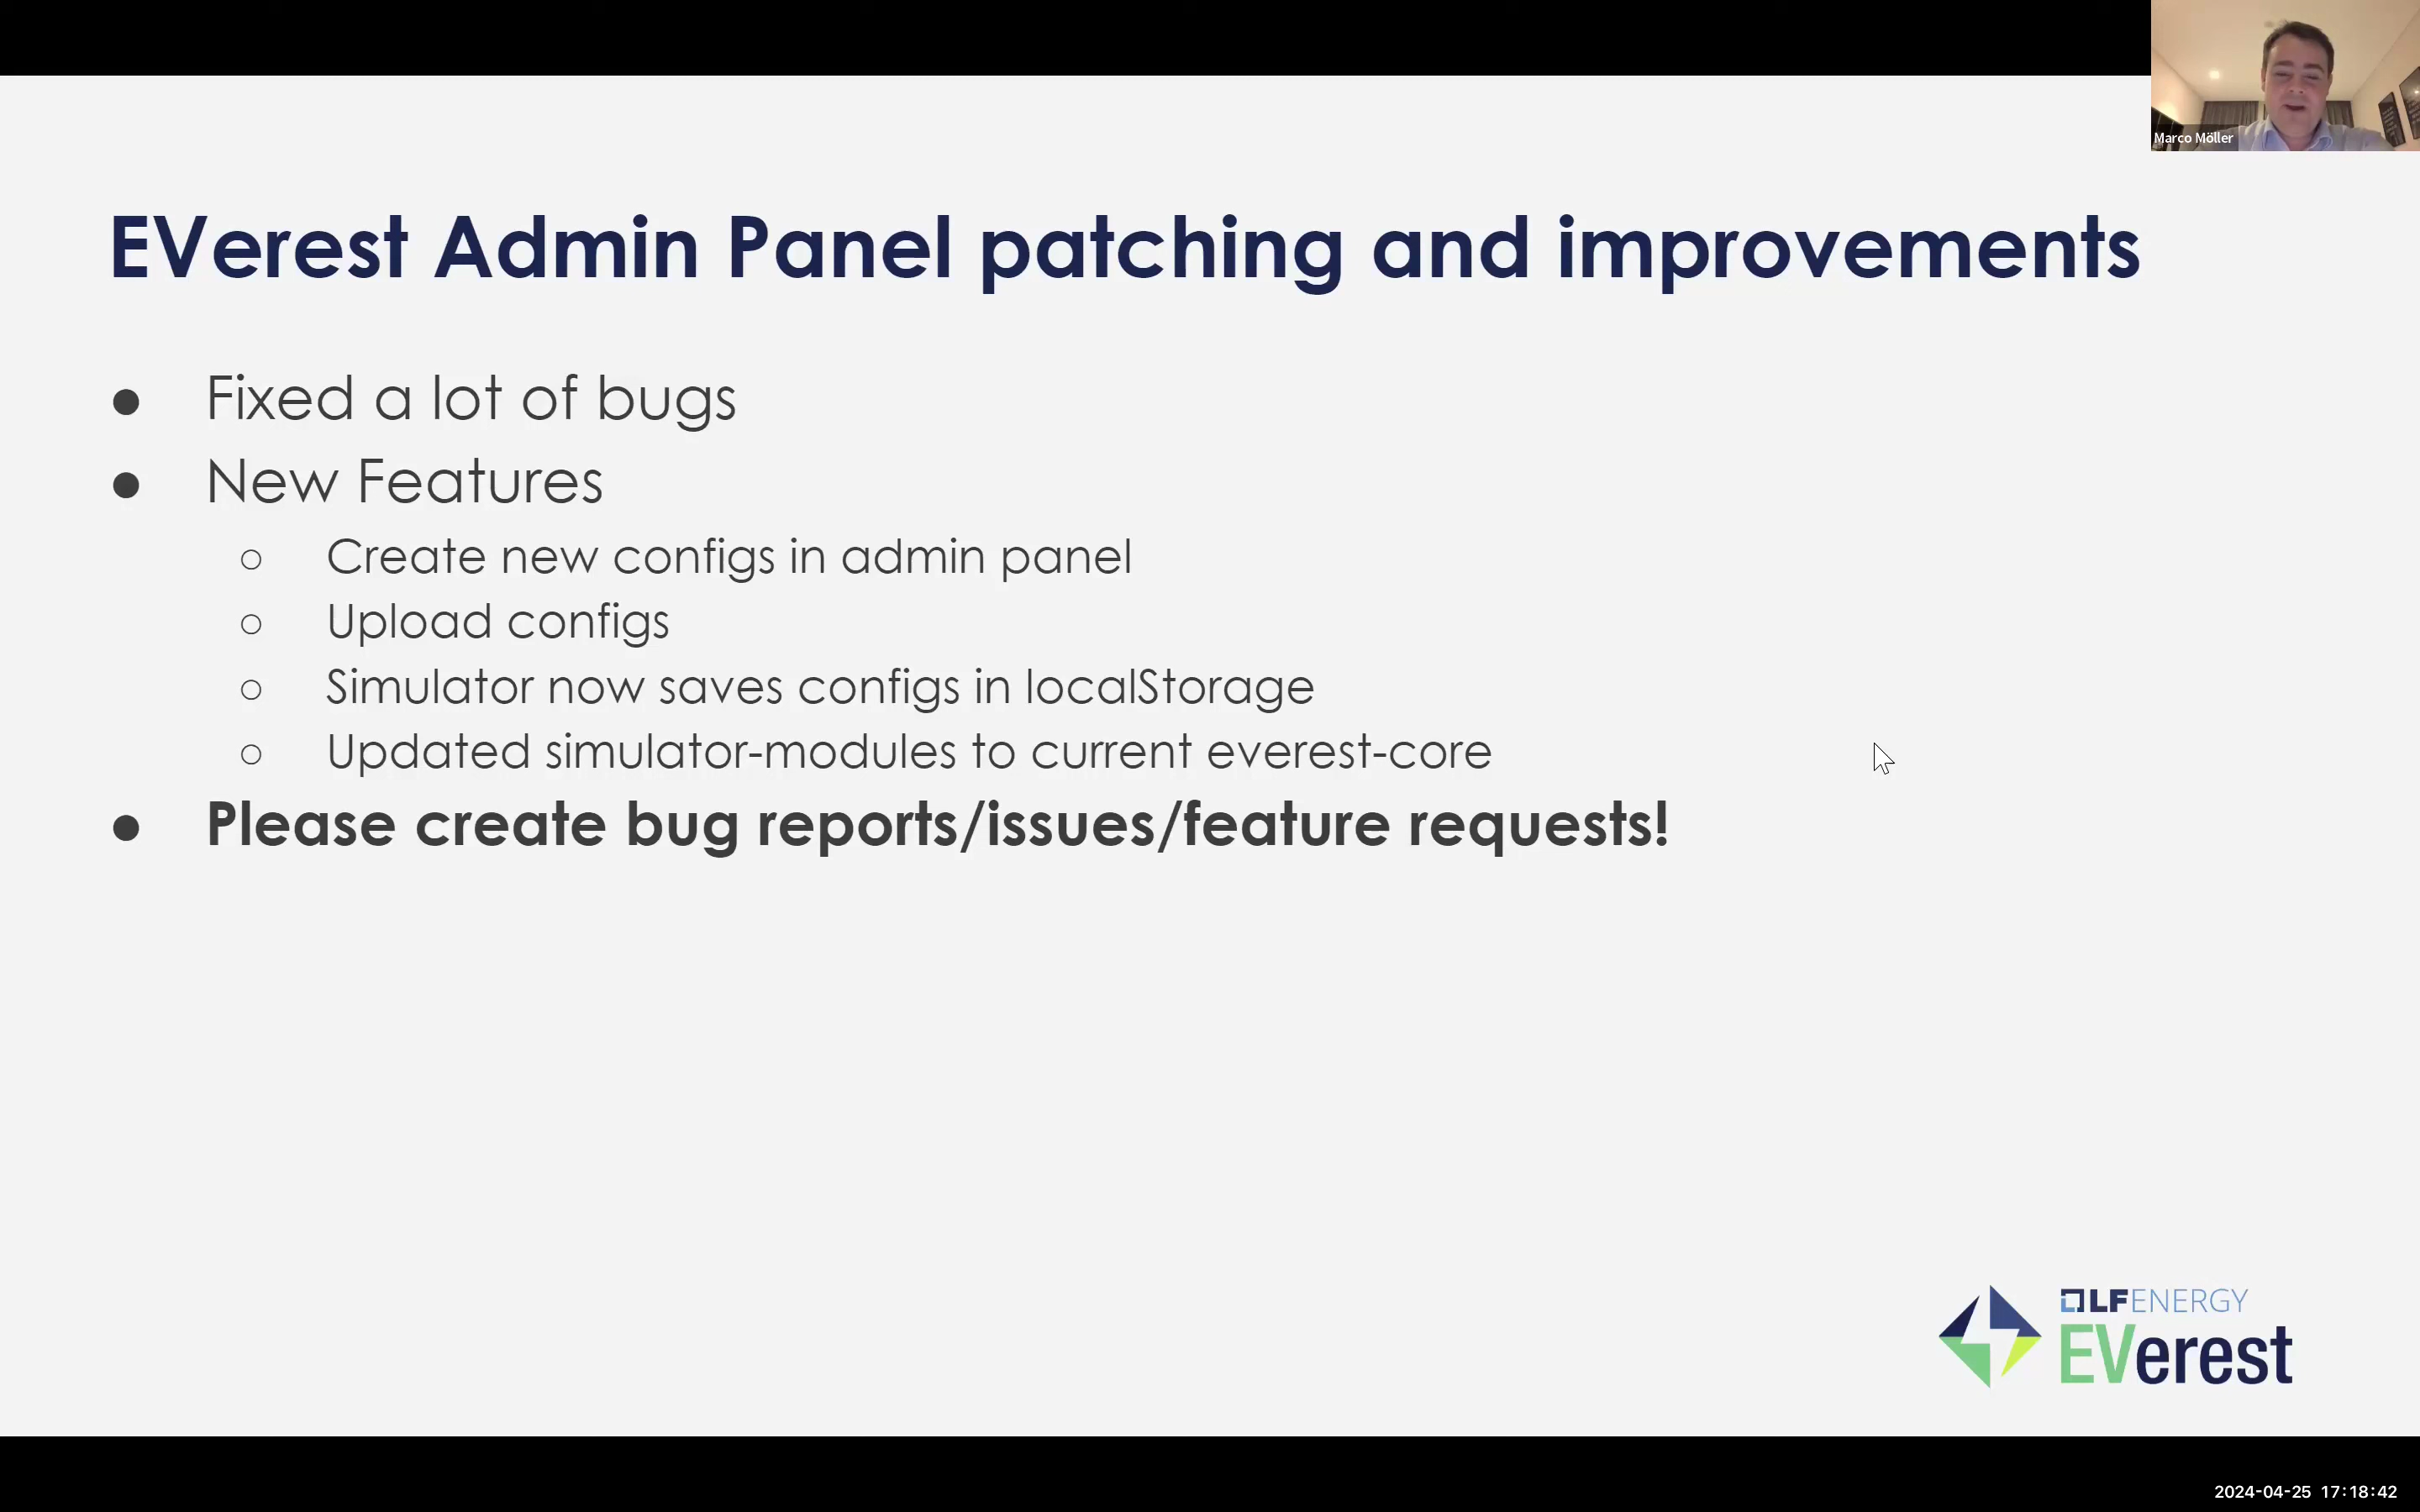 Marco Möller
EVerest Admin Panel patching and improvements
● Fixed a lot of bugs
● New Features
○ Create new configs in admin panel
○ Upload configs
○ Simulator now saves configs in localStorage
○ Updated simulator-modules to current everest-core
● Please create bug reports/issues/feature requests!
LFENERGY
EVerest
2024-04-25 17:18:42